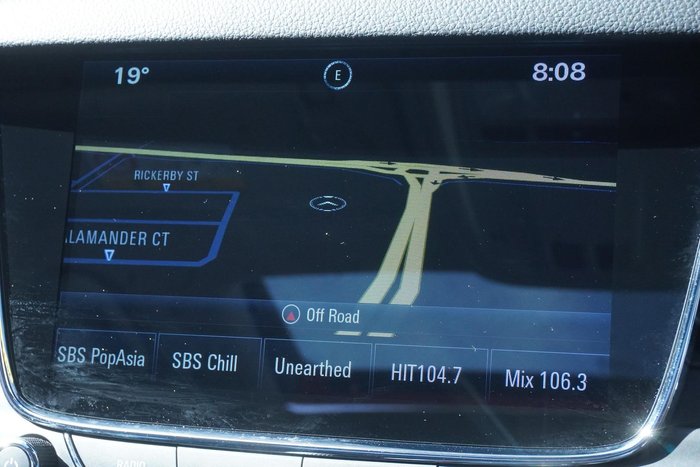 19°
E
8:08
RICKERBY ST
LAMANDER CT
Off Road
SBS PopAsia
SBS Chill
Unearthed
HIT104.7
Mix 106.3
RADIO